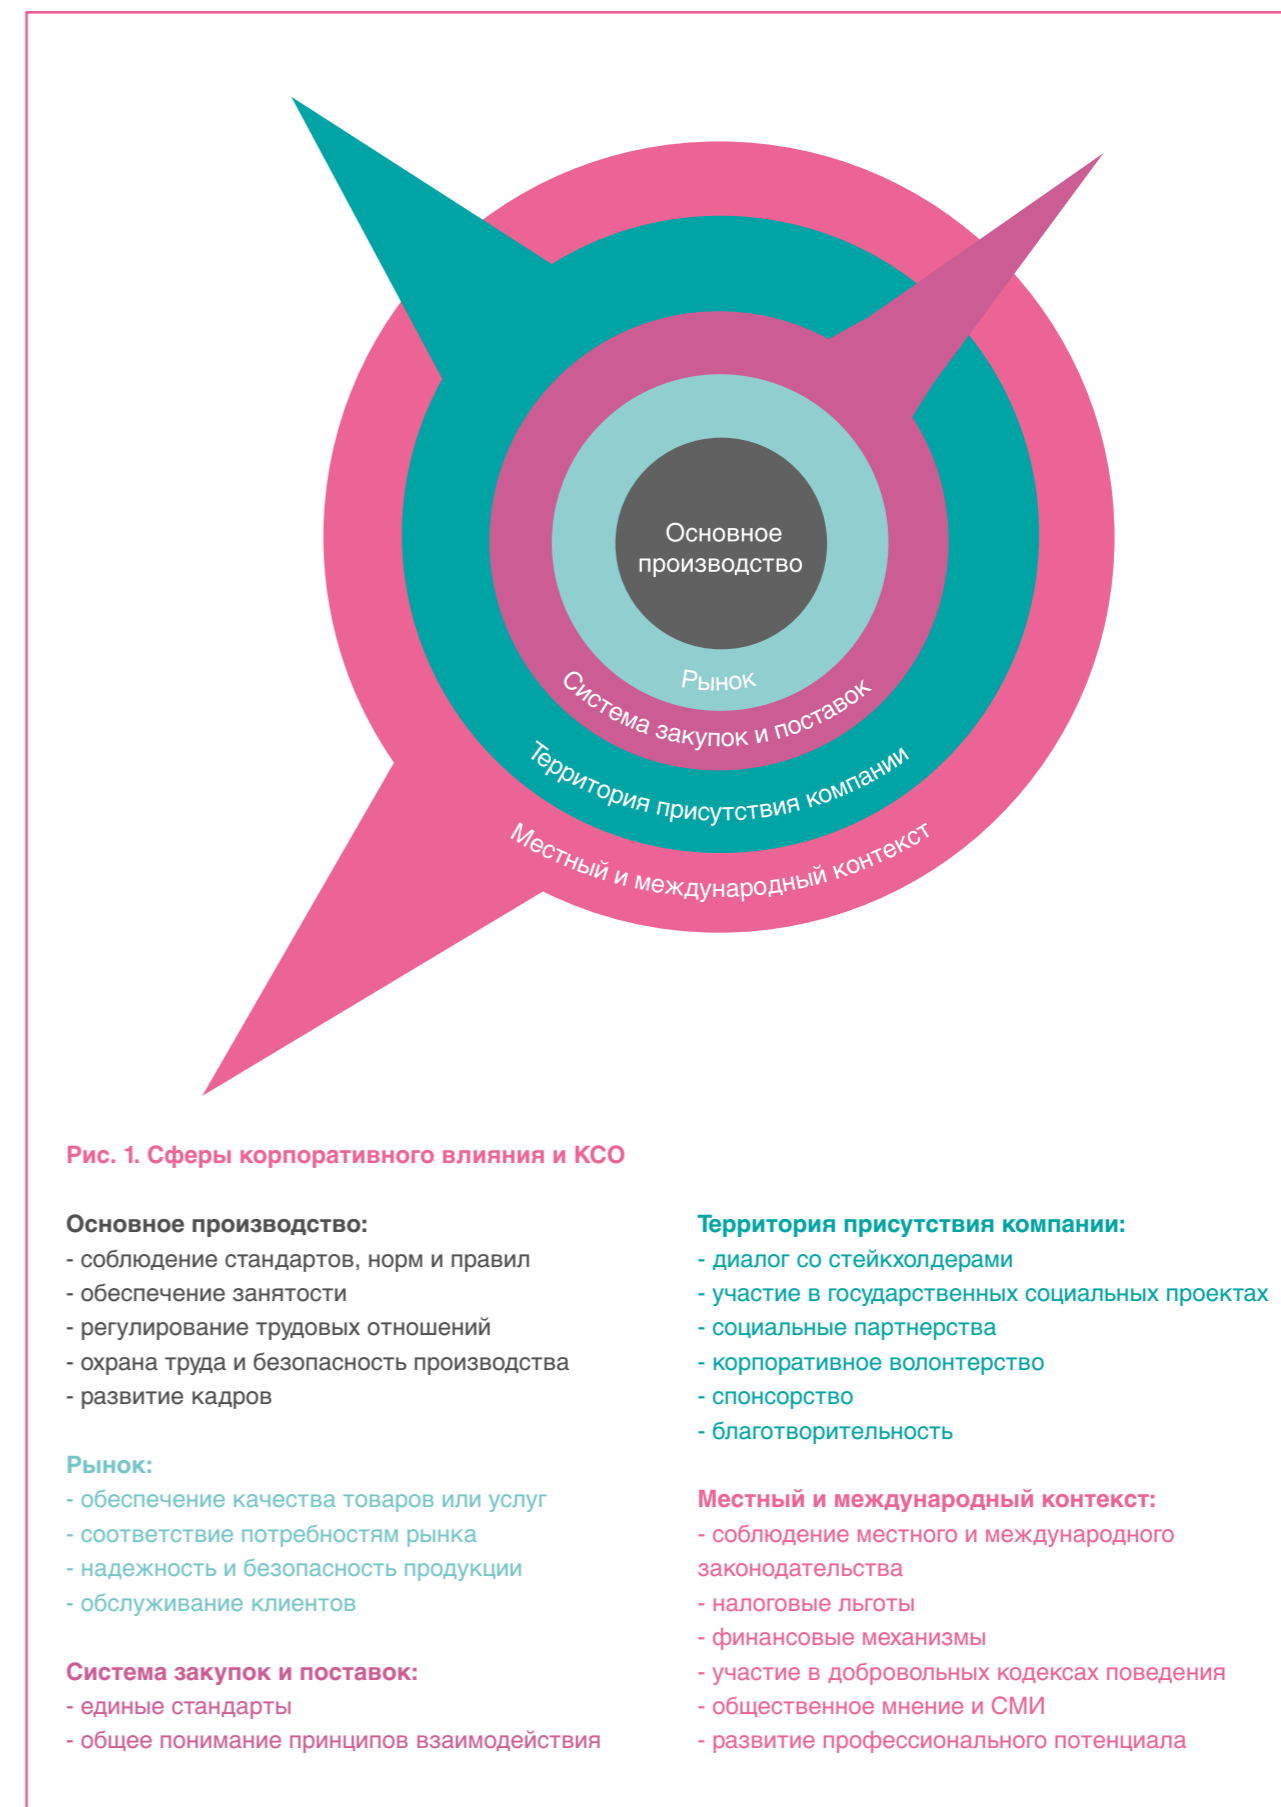 Основное
производство
Рынок
Система закупок и поставок
Территория присутствия компании
Местный и международный контекст
Рис. 1. Сферы корпоративного влияния и КСО
Основное производство:
- соблюдение стандартов, норм и правил
- обеспечение занятости
- регулирование трудовых отношений
- охрана труда и безопасность производства
- развитие кадров
Рынок:
- обеспечение качества товаров или услуг
- соответствие потребностям рынка
- надежность и безопасность продукции
- обслуживание клиентов
Система закупок и поставок:
- единые стандарты
- общее понимание принципов взаимодействия
Территория присутствия компании:
- диалог со стейкхолдерами
- участие в государственных социальных проектах
- социальные партнерства
- корпоративное волонтерство
- спонсорство
- благотворительность
Местный и международный контекст:
- соблюдение местного и международного
законодательства
- налоговые льготы
- финансовые механизмы
- участие в добровольных кодексах поведения
- общественное мнение и СМИ
- развитие профессионального потенциала